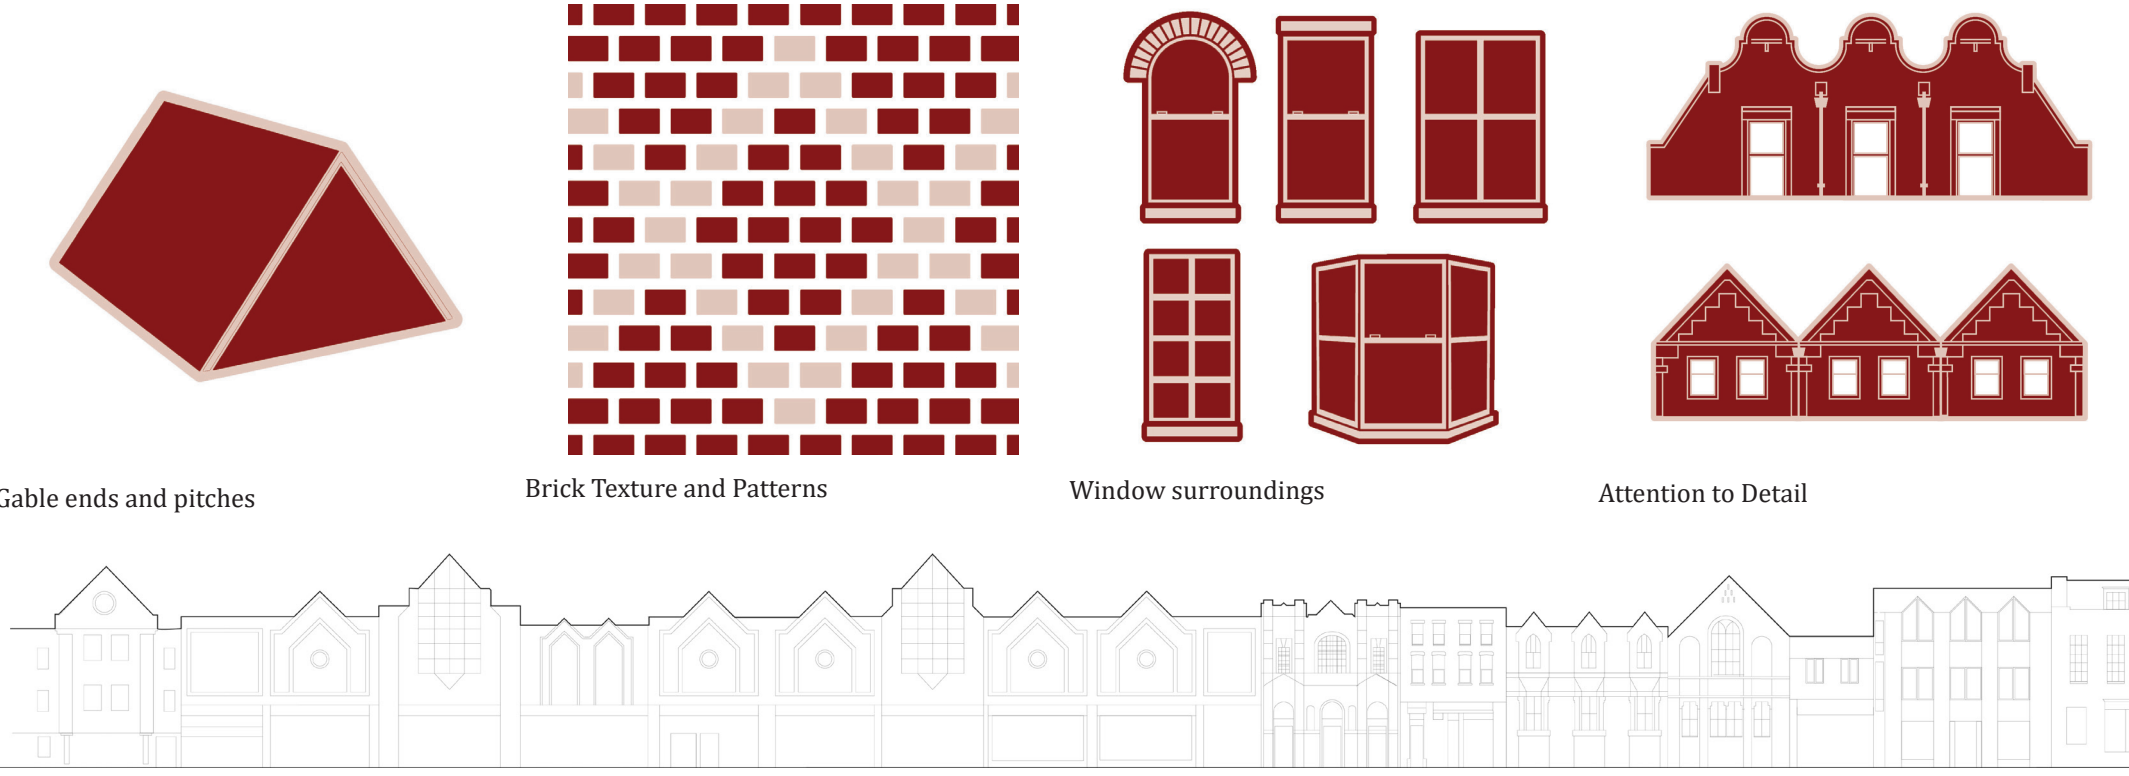 Gable ends and pitches
Brick Texture and Patterns
Window surroundings
Attention to Detail